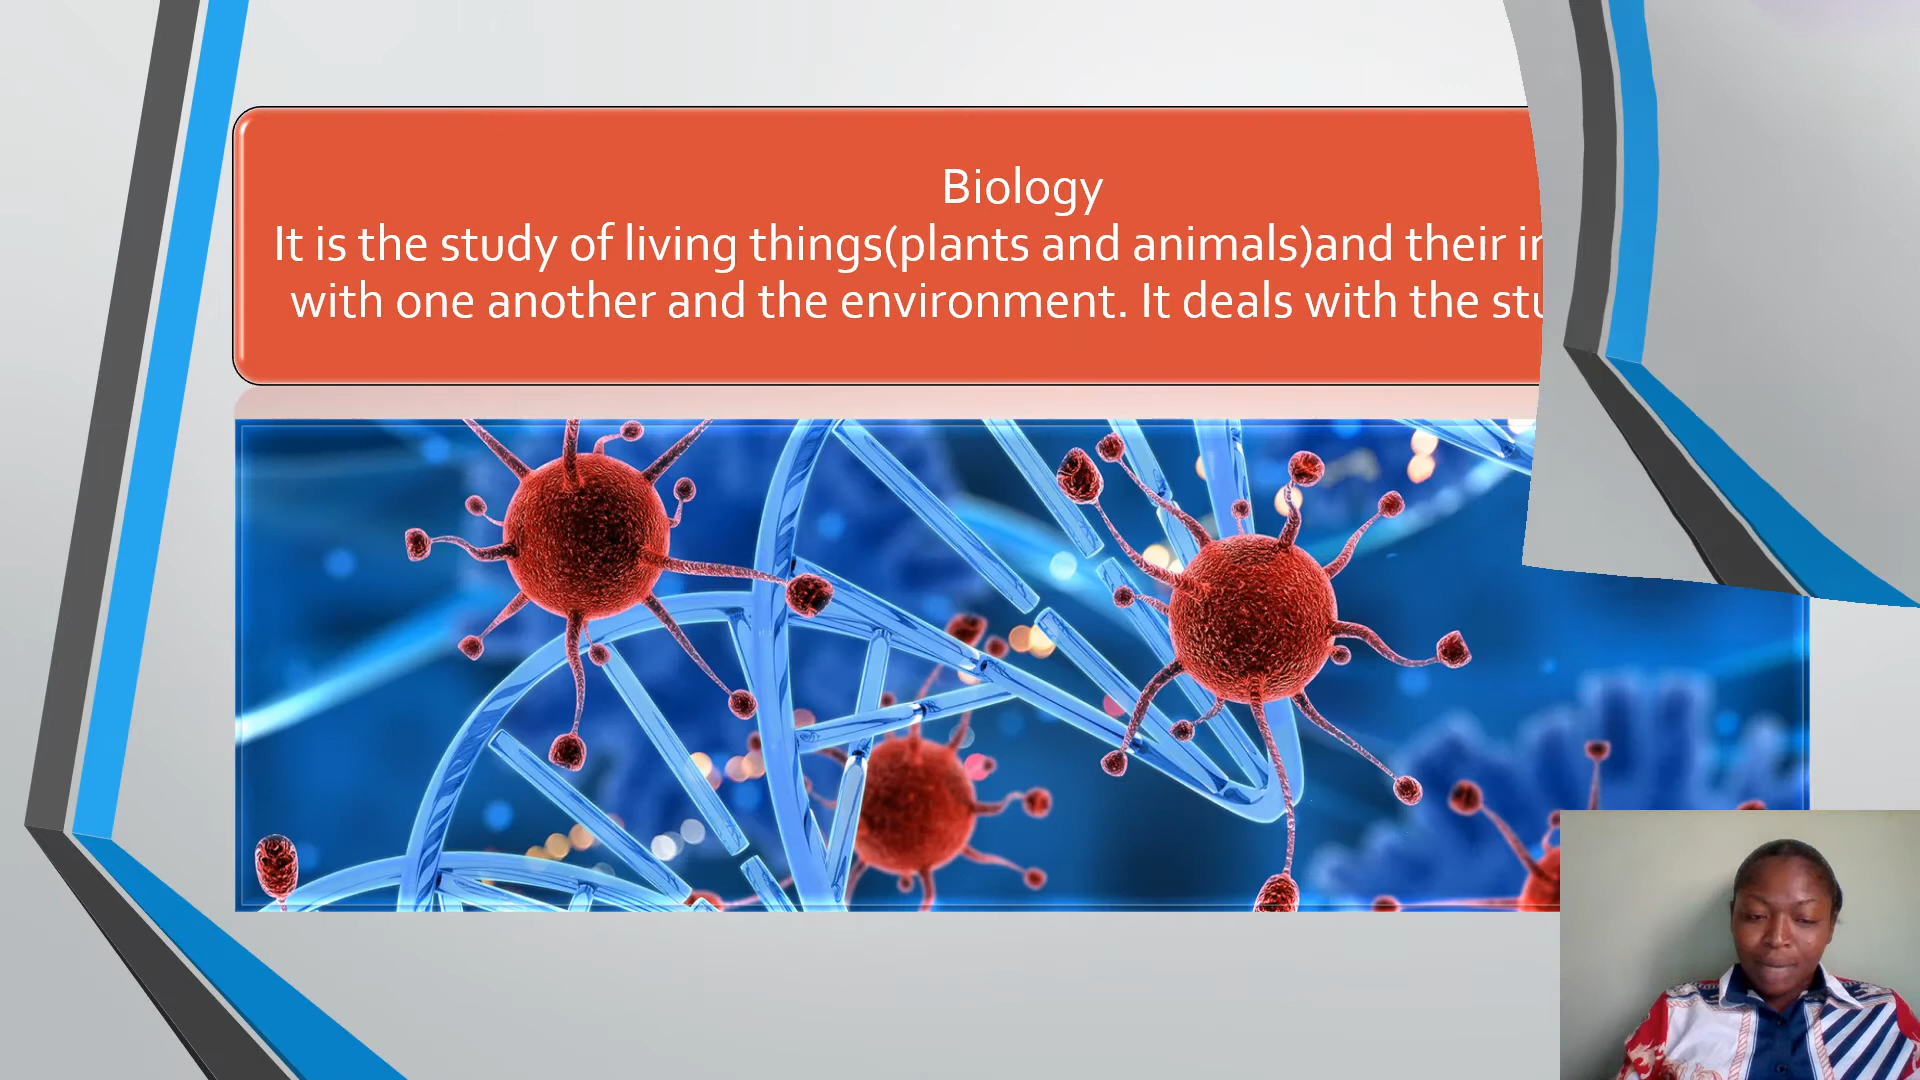 Biology
It is the study of living things(plants and animals)and their
with one another and the environment. It deals with the